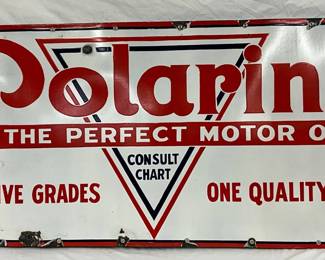 Polarin
THE PERFECT MOTOR O
CONSULT
CHART
IVE GRADES ONE QUALITY